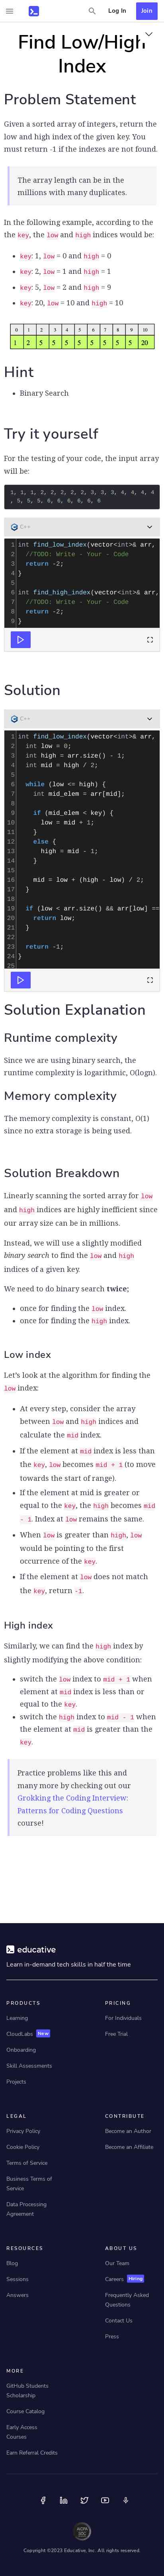 Log In
Join
Find Low/High
Index
Problem Statement
Given a sorted array of integers, return the
low and high index of the given key. You
must return -1 if the indexes are not found.
The array length can be in the
millions with many duplicates.
In the following example, according to the
the key, the low and high indices would be:
key: 1, low = 0 and high = 0
key: 2, low = 1 and high = 1
key: 5, low = 2 and high = 9
key: 20, low = 10 and high = 10
0 1 2 3 4 5 6 7 8 9 10
1 2 5 5 5 5 5 5 5 5 20
Hint
Binary Search
Try it yourself
For the testing of your code, the input array
will be:
1, 1, 1, 2, 2, 2, 2, 2, 3, 3, 3, 4, 4, 4, 4
, 5, 5, 5, 6, 6, 6, 6, 6, 6
C++
1 int find_low_index(vector<int>& arr,
2 //TODO: Write - Your - Code
3 return -2;
4 }
5
6 int find_high_index(vector<int>& arr,
7 //TODO: Write - Your - Code
8 return -2;
9 }
Solution
C++
1 int find_low_index(vector<int>& arr,
2 int low = 0;
3 int high = arr.size() - 1;
4 int mid = high / 2;
5
6 while (low <= high) {
7 int mid_elem = arr[mid];
8
9 if (mid_elem < key) {
10 low = mid + 1;
11 }
12 else {
13 high = mid - 1;
14 }
15
16 mid = low + (high - low) / 2;
17 }
18
19 if (low < arr.size() && arr[low] ==
20 return low;
21 }
22
23 return -1;
24 }
25
Solution Explanation
Runtime complexity
Since we are using binary search, the
runtime complexity is logarithmic, O(logn).
Memory complexity
The memory complexity is constant, O(1)
since no extra storage is being used.
Solution Breakdown
Linearly scanning the sorted array for low
and high indices are highly inefficient since
our array size can be in millions.
Instead, we will use a slightly modified
binary search to find the low and high
indices of a given key.
We need to do binary search twice;
once for finding the low index.
once for finding the high index.
Low index
Let's look at the algorithm for finding the
low index:
At every step, consider the array
between low and high indices and
calculate the mid index.
If the element at mid index is less than
the key, low becomes mid + 1 (to move
towards the start of range).
If the element at mid is greater or
equal to the key, the high becomes mid
- 1. Index at low remains the same.
When low is greater than high, low
would be pointing to the first
occurrence of the key.
If the element at low does not match
the key, return -1.
High index
Similarly, we can find the high index by
slightly modifying the above condition:
switch the low index to mid + 1 when
element at mid index is less than or
equal to the key.
switch the high index to mid - 1 when
the element at mid is greater than the
key.
Practice problems like this and
many more by checking out our
Grokking the Coding Interview:
Patterns for Coding Questions
course!
educative
Learn in-demand tech skills in half the time
PRODUCTS
Learning
CloudLabs New
Onboarding
Skill Assessments
Projects
PRICING
For Individuals
Free Trial
LEGAL
Privacy Policy
Cookie Policy
Terms of Service
Business Terms of
Service
Data Processing
Agreement
CONTRIBUTE
Become an Author
Become an Affiliate
RESOURCES
Blog
Sessions
Answers
ABOUT US
Our Team
Careers Hiring
Frequently Asked
Questions
Contact Us
Press
MORE
GitHub Students
Scholarship
Course Catalog
Early Access
Courses
Earn Referral Credits
Copyright ©2023 Educative, Inc. All rights reserved